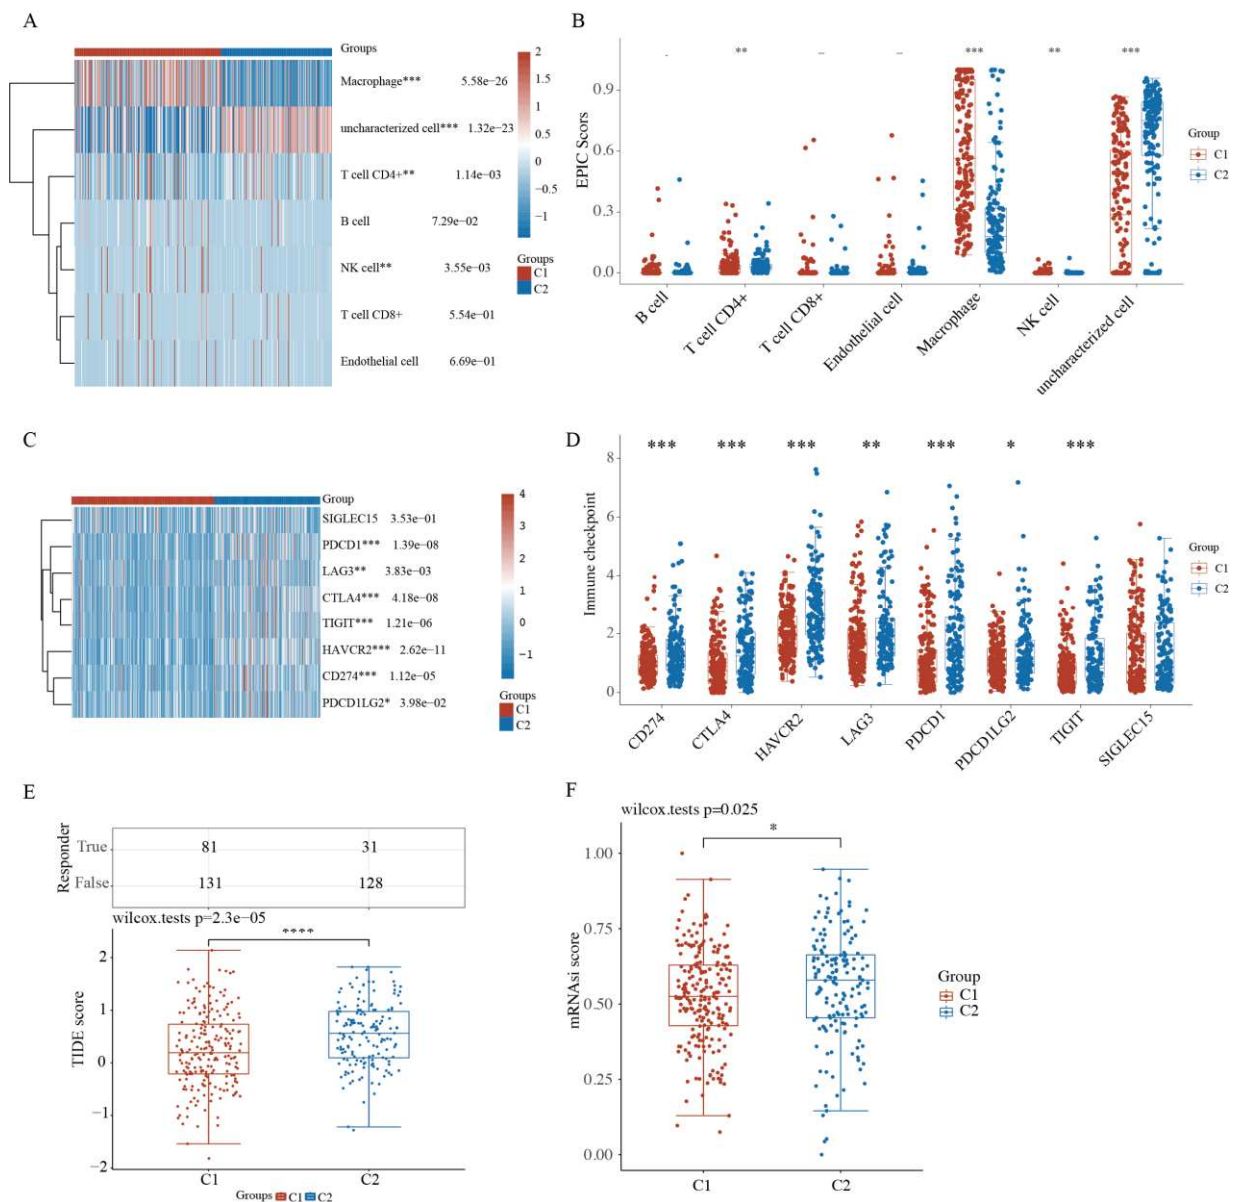 A
Groups
Macrophage*** 5.58e−26
uncharacterized cell*** 1.32e−23
T cell CD4+** 1.14e−03
B cell 7.29e−02
NK cell** 3.55e−03
T cell CD8+ 5.54e−01
Endothelial cell 6.69e−01
2
1.5
1
0.5
0
−0.5
−1
Groups
C1
C2
B
EPIC Scors
0.9
0.6
0.3
0.0
- ** – – *** ** ***
B cell
T cell CD4+
T cell CD8+
Endothelial cell
Macrophage
NK cell
uncharacterized cell
Group
C1
C2
C
Group
SIGLEC15 3.53e−01
PDCD1*** 1.39e−08
LAG3** 3.83e−03
CTLA4*** 4.18e−08
TIGIT*** 1.21e−06
HAVCR2*** 2.62e−11
CD274*** 1.12e−05
PDCD1LG2* 3.98e−02
4
3
2
1
0
−1
Groups
C1
C2
D
Immune checkpoint
8
6
4
2
0
*** *** *** ** *** * ***
CD274
CTLA4
HAVCR2
LAG3
PDCD1
PDCD1LG2
TIGIT
SIGLEC15
Group
C1
C2
E
Responder
True 81 31
False 131 128
wilcox.tests p=2.3e−05
****
TIDE score
2
1
0
−1
−2
C1 C2
Groups C1 C2
F
wilcox.tests p=0.025
*
mRNAsi score
1.00
0.75
0.50
0.25
0.00
C1 C2
Group
C1
C2